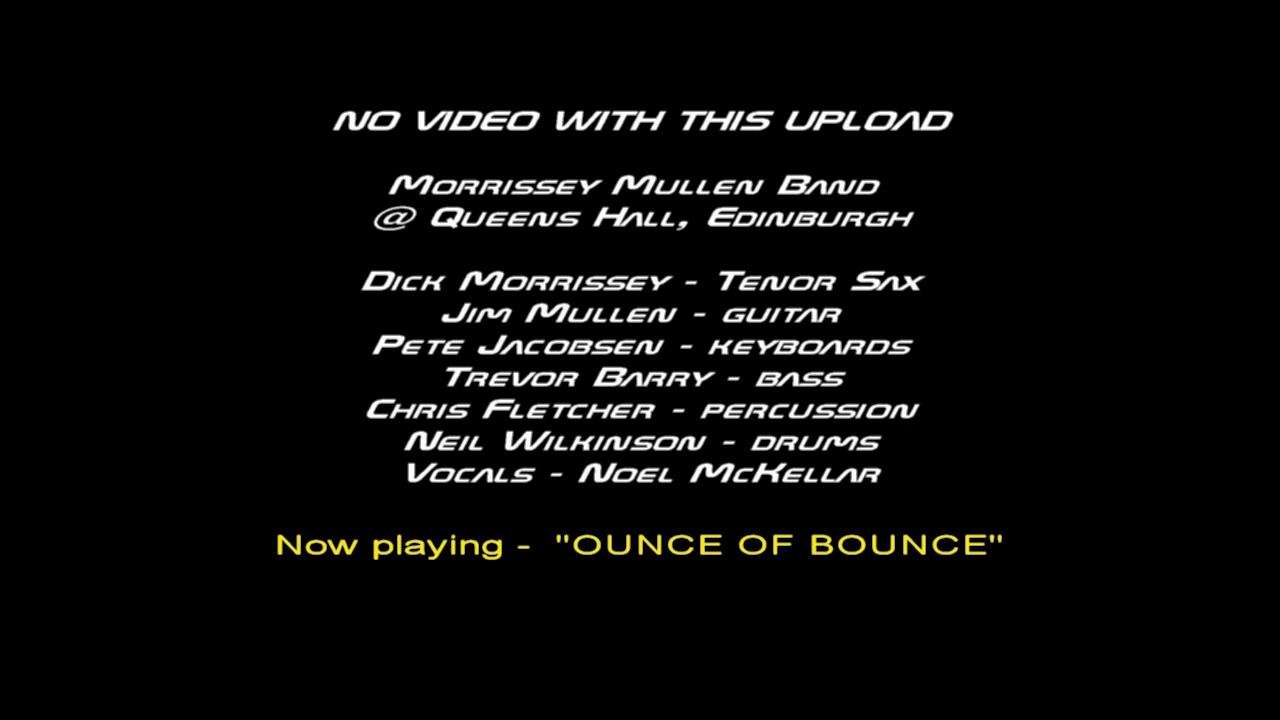 NO VIDEO WITH THIS UPLOAD
Morrissey Mullen Band
@ Queens Hall, Edinburgh
Dick Morrissey - Tenor Sax
Jim Mullen - guitar
Pete Jacobsen - keyboards
Trevor Barry - bass
Chris Fletcher - percussion
Neil Wilkinson - drums
Vocals - Noel McKellar
Now playing - "OUNCE OF BOUNCE"